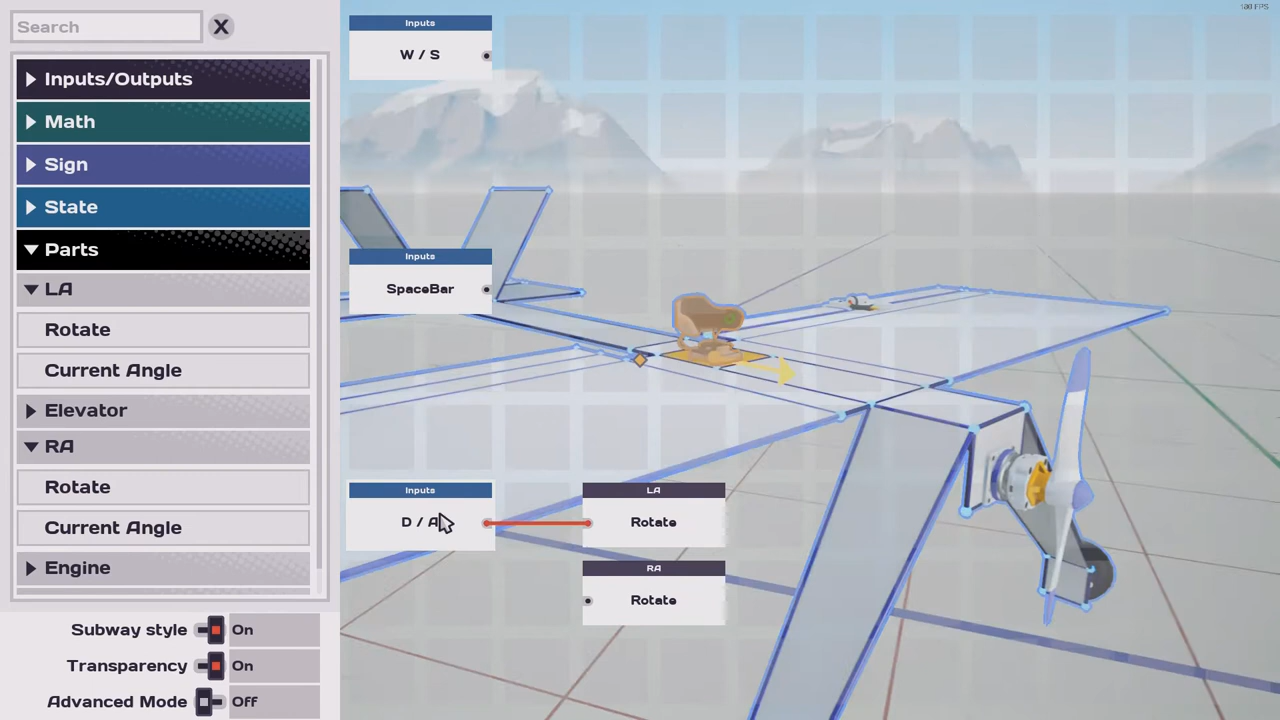 Search
X
Inputs/Outputs
Math
Sign
State
Parts
LA
Rotate
Current Angle
Elevator
RA
Rotate
Current Angle
Engine
Subway style
On
Transparency
On
Advanced Mode
Off
Inputs
W / S
Inputs
SpaceBar
Inputs
D / A
LA
Rotate
RA
Rotate